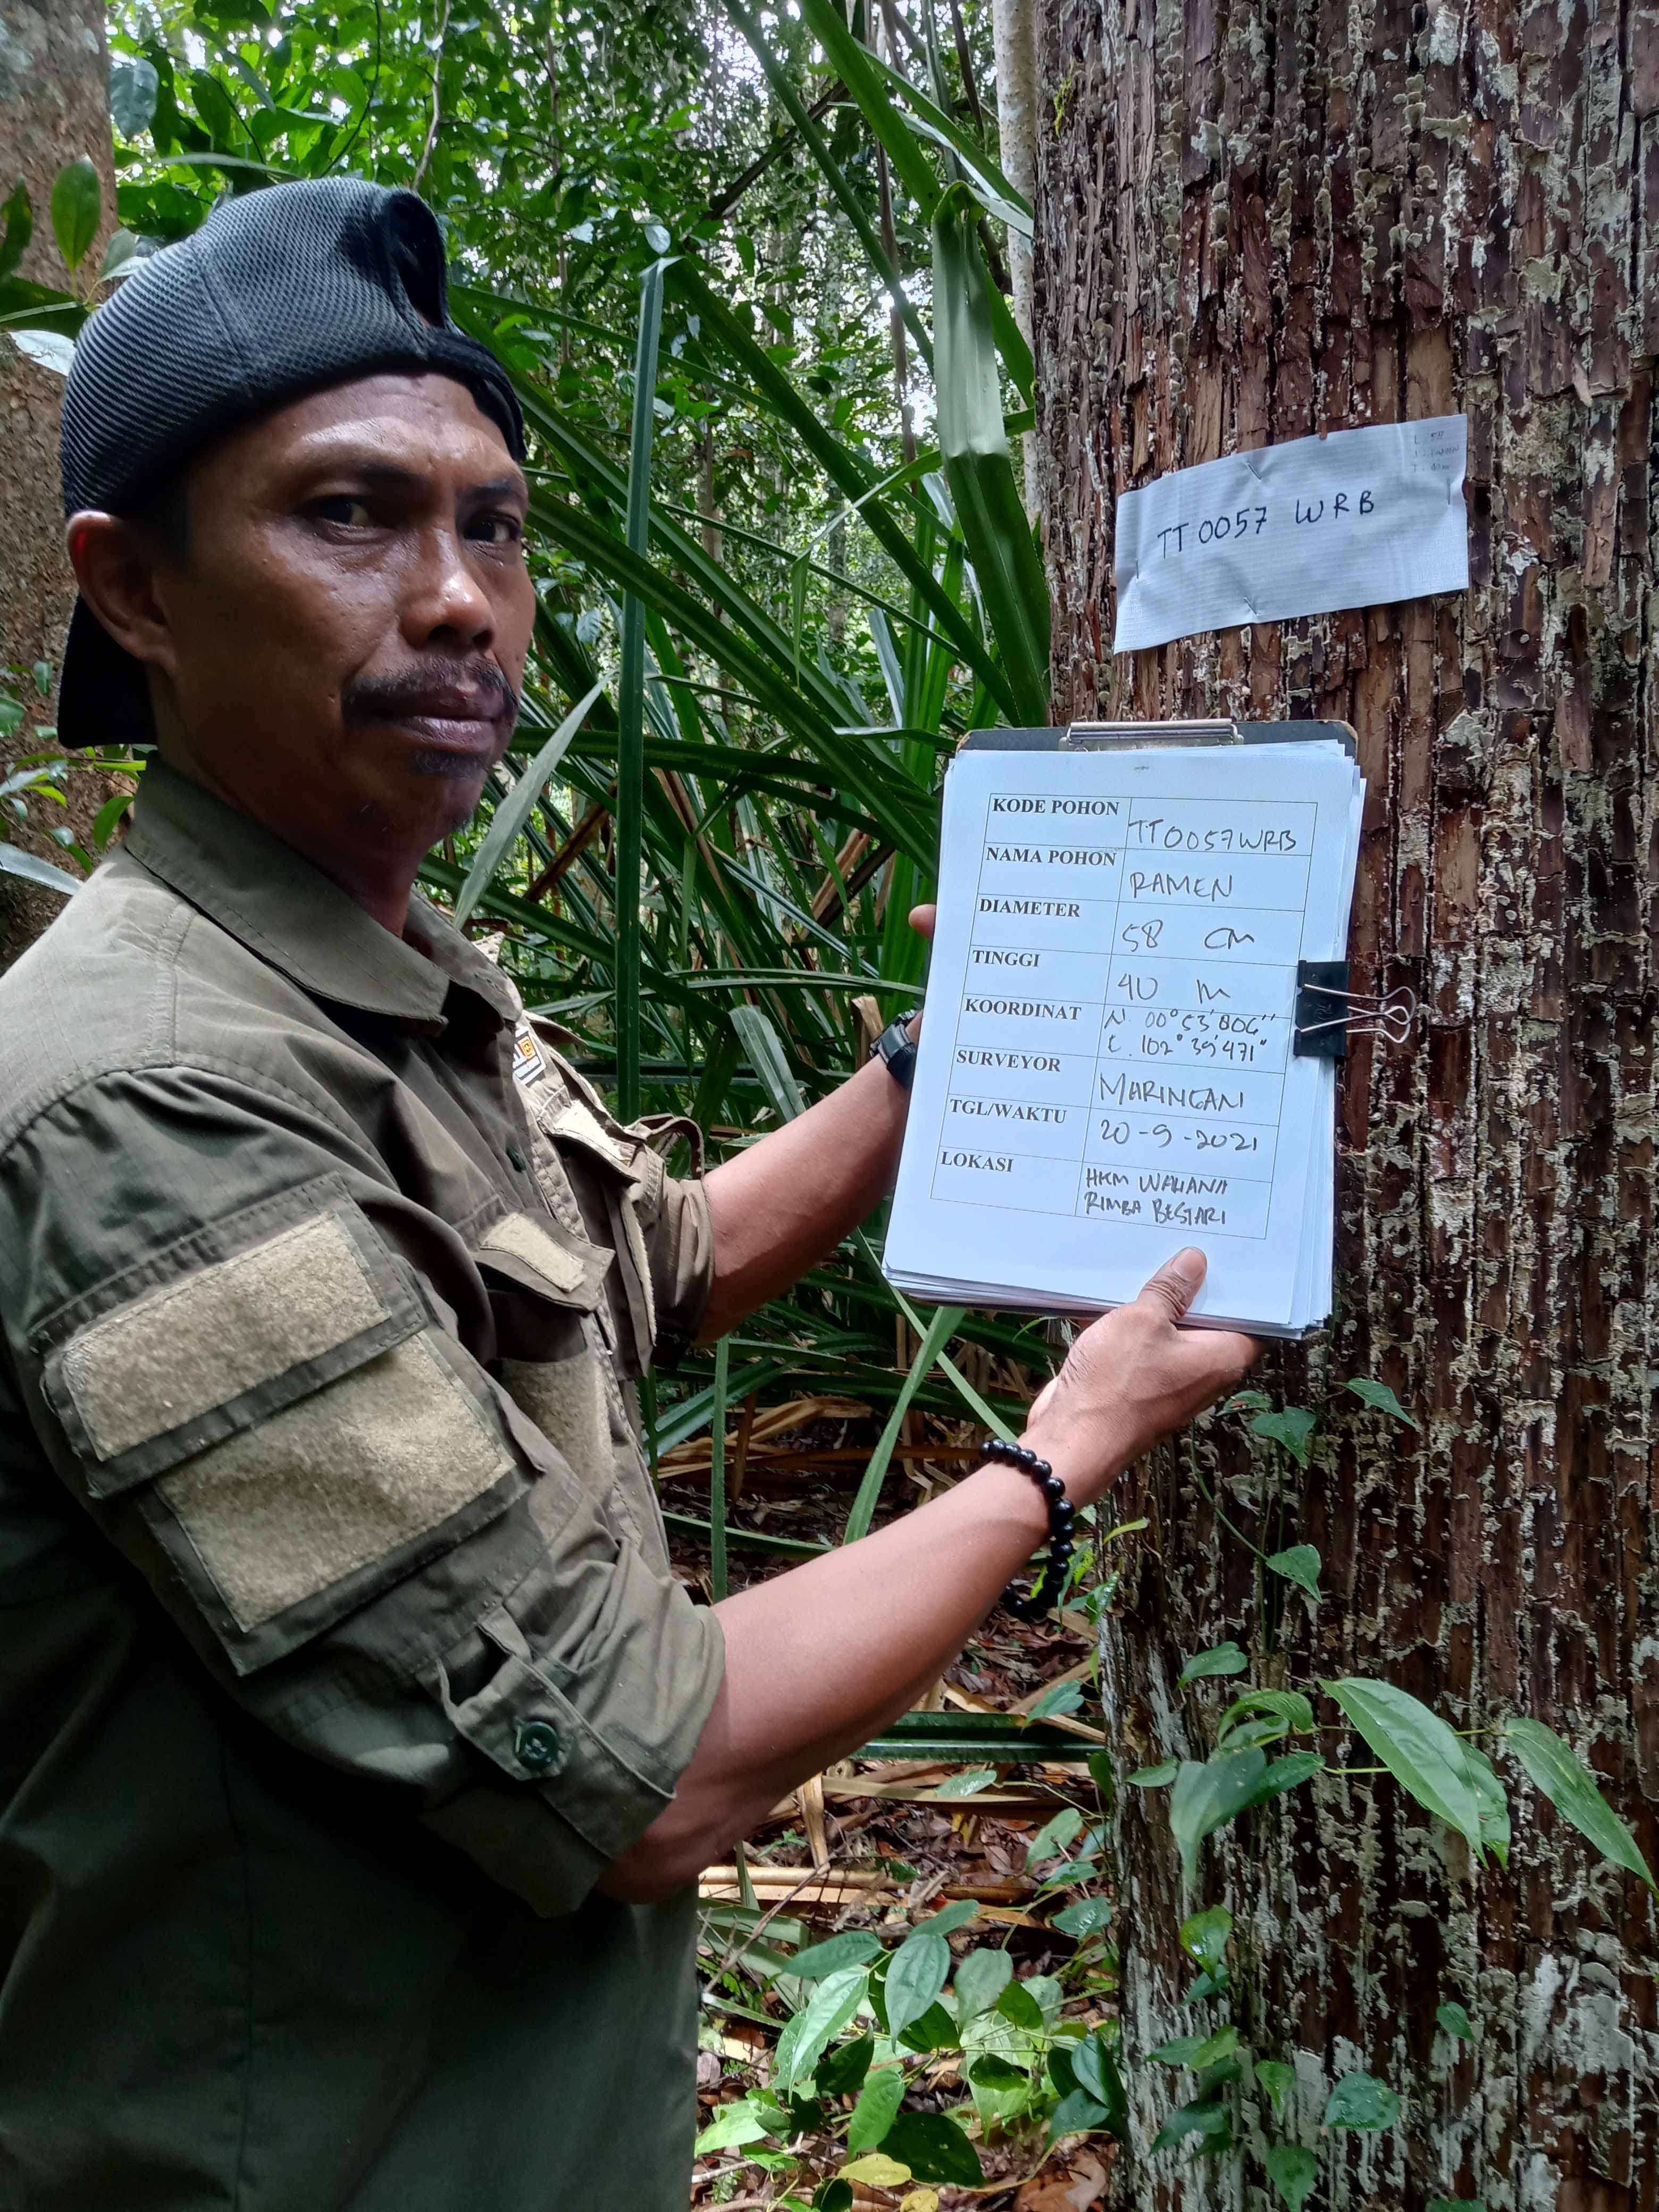 TT 0057 WRB
KODE POHON TT0057WRB
NAMA POHON RAMEN
DIAMETER 58 CM
TINGGI 40 M
KOORDINAT N. 00° 53' 806''
E. 102° 39' 471"
SURVEYOR MARINGAN
TGL/WAKTU 20-9-2021
LOKASI HKM WAHANA
RIMBA BESTARI